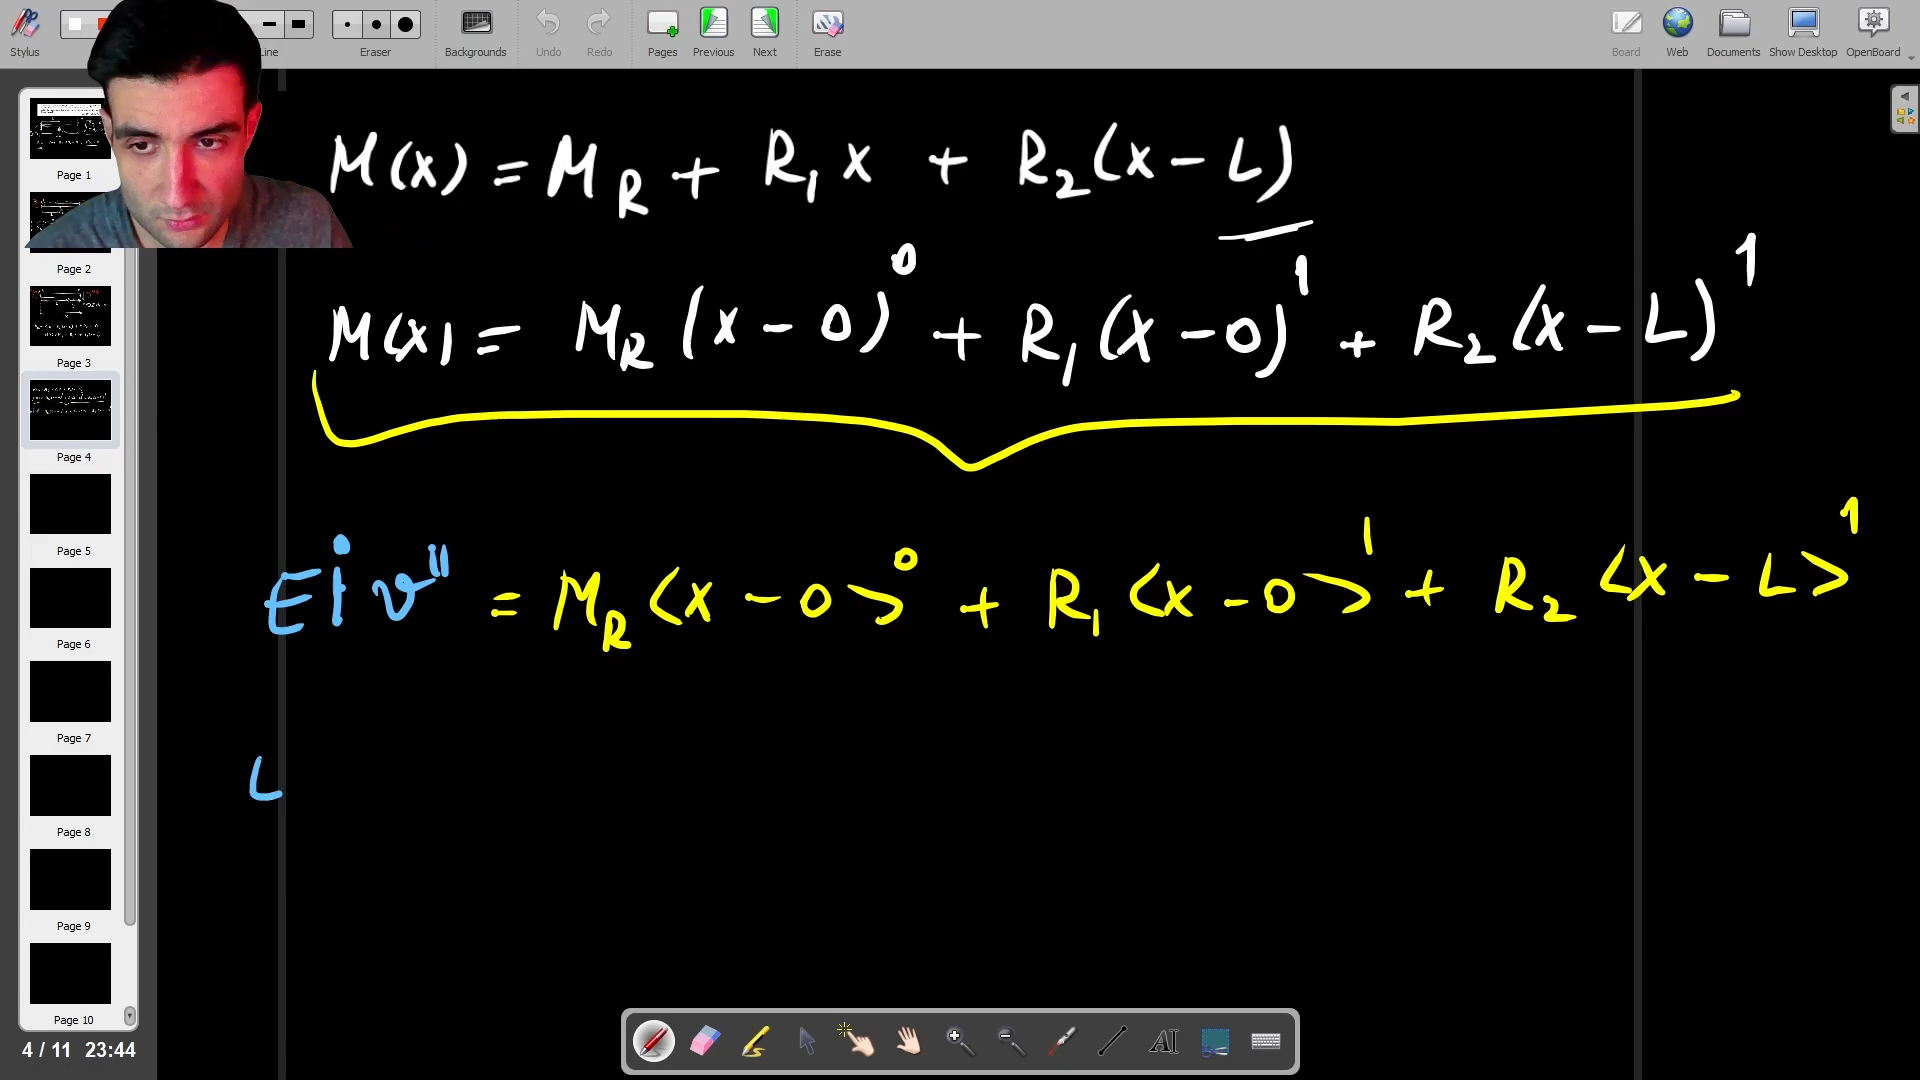 Stylus
Line
Eraser
Backgrounds
Undo
Redo
Pages
Previous
Next
Erase
Board
Web
Documents
Show Desktop
OpenBoard
Page 1
Page 2
Page 3
Page 4
Page 5
Page 6
Page 7
Page 8
Page 9
Page 10
4 / 11 23:44
M(x) = M_R + R_1 x + R_2(x - L)
M(x) = M_R (x - 0)^0 + R_1 (x - 0)^1 + R_2 (x - L)^1
EI v'' = M_R <x - 0>^0 + R_1 <x - 0>^1 + R_2 <x - L>^1
L
AI